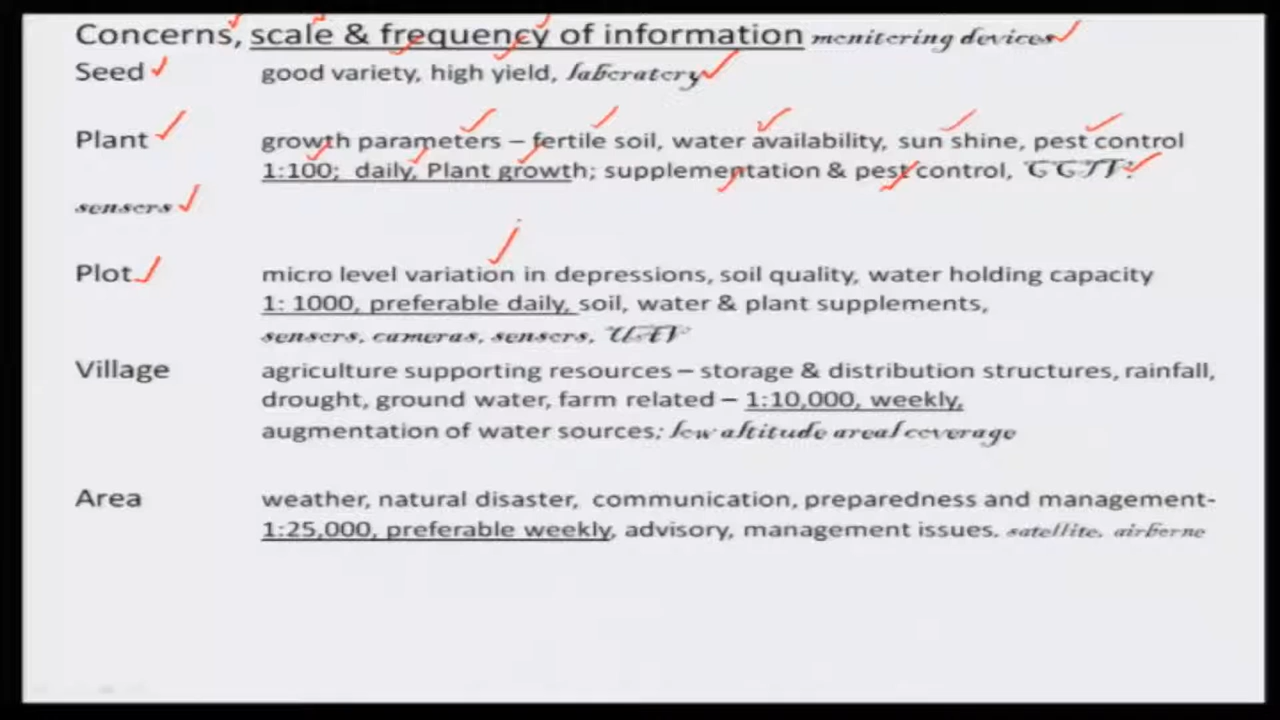 Concerns, scale & frequency of information monitoring devices
Seed good variety, high yield, laboratory
Plant growth parameters – fertile soil, water availability, sun shine, pest control
1:100; daily, Plant growth; supplementation & pest control, CCTV:
sensors
Plot micro level variation in depressions, soil quality, water holding capacity
1: 1000, preferable daily, soil, water & plant supplements,
sensors, cameras, sensors, UAV
Village agriculture supporting resources – storage & distribution structures, rainfall,
drought, ground water, farm related – 1:10,000, weekly,
augmentation of water sources; low altitude areal coverage
Area weather, natural disaster, communication, preparedness and management-
1:25,000, preferable weekly, advisory, management issues. satellite, airborne